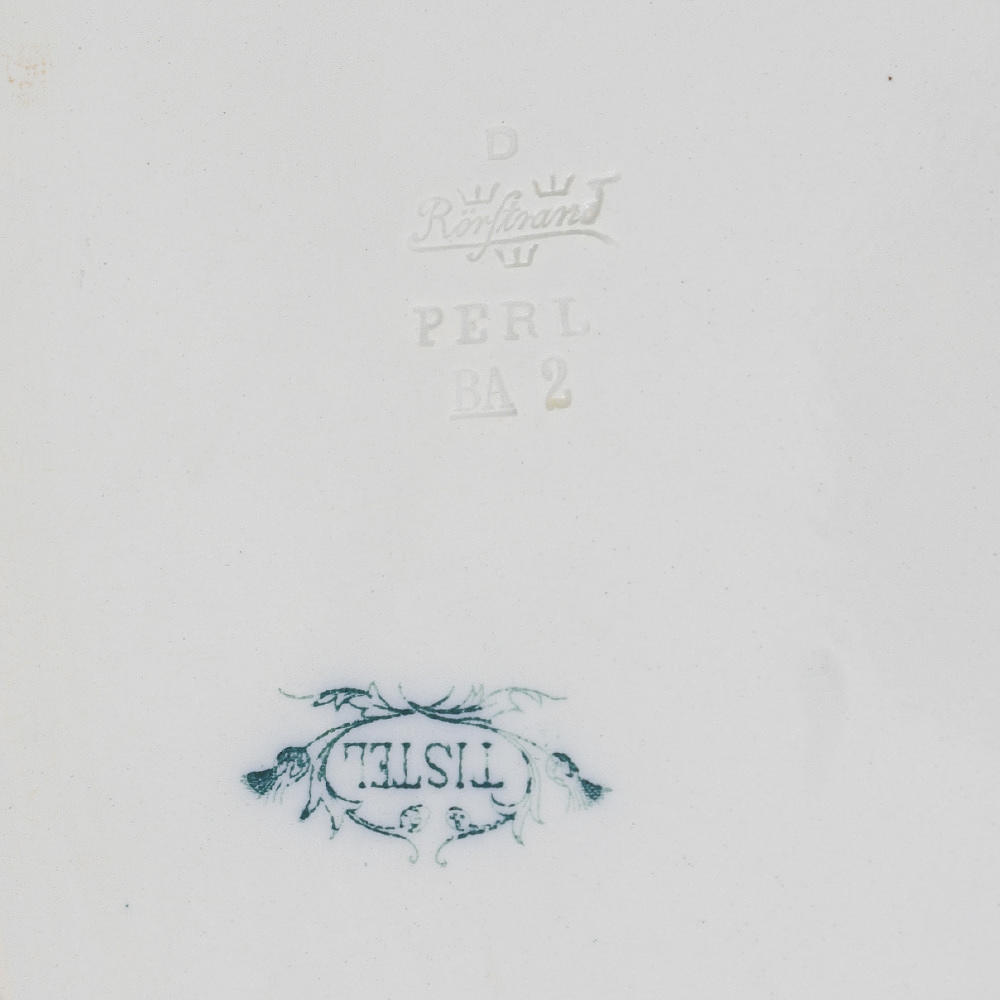 D
Rörstrand
PERL
BA 2
TISTEL